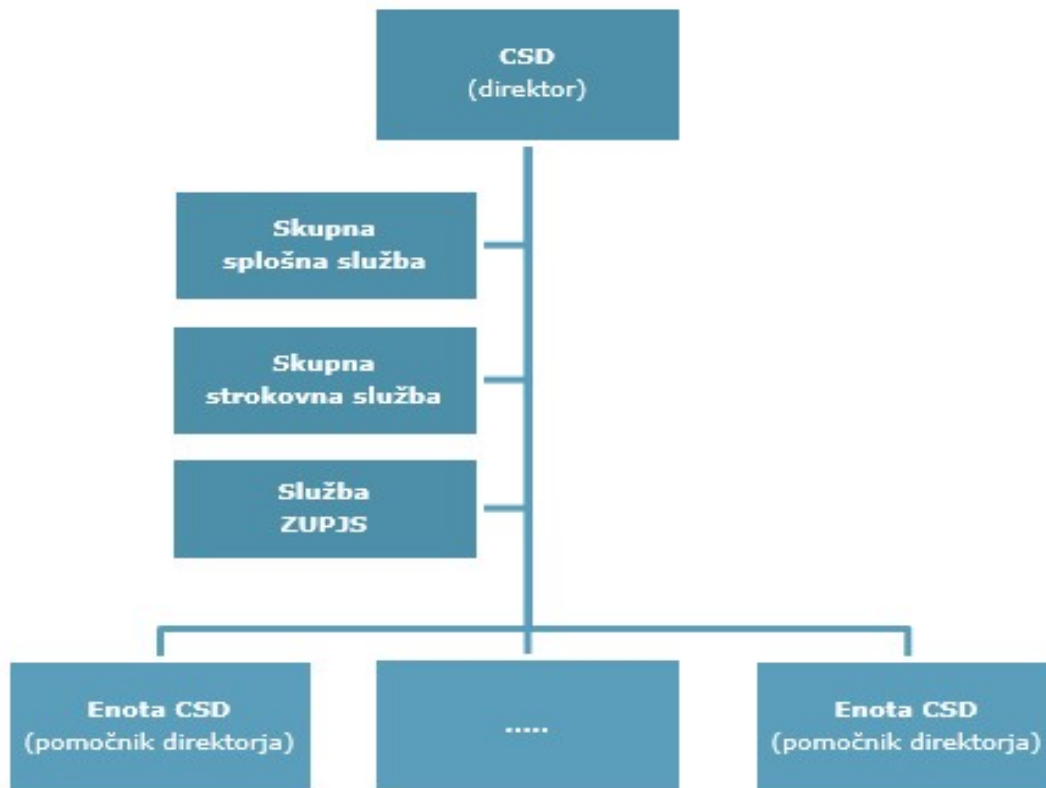 CSD
(direktor)
Skupna
splošna služba
Skupna
strokovna služba
Služba
ZUPJS
Enota CSD
(pomočnik direktorja)
.....
Enota CSD
(pomočnik direktorja)